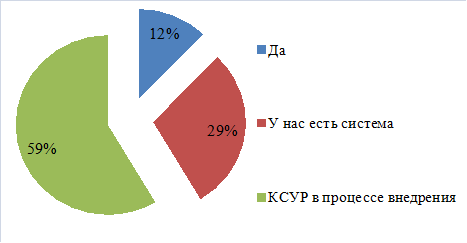 12%
Да
29%
У нас есть система
59%
КСУР в процессе внедрения